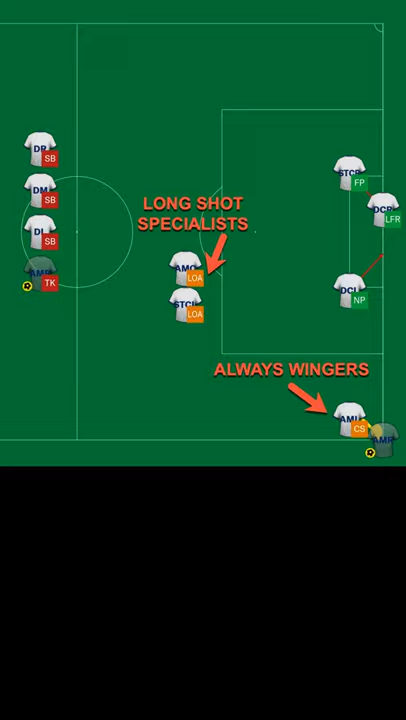 DR
SB
STCR
FP
DM
SB
LONG SHOT
SPECIALISTS
DCR
LFR
DL
SB
AMC
LOA
AMR
TK
STCL
LOA
DCL
NP
ALWAYS WINGERS
AML
CS
AMR